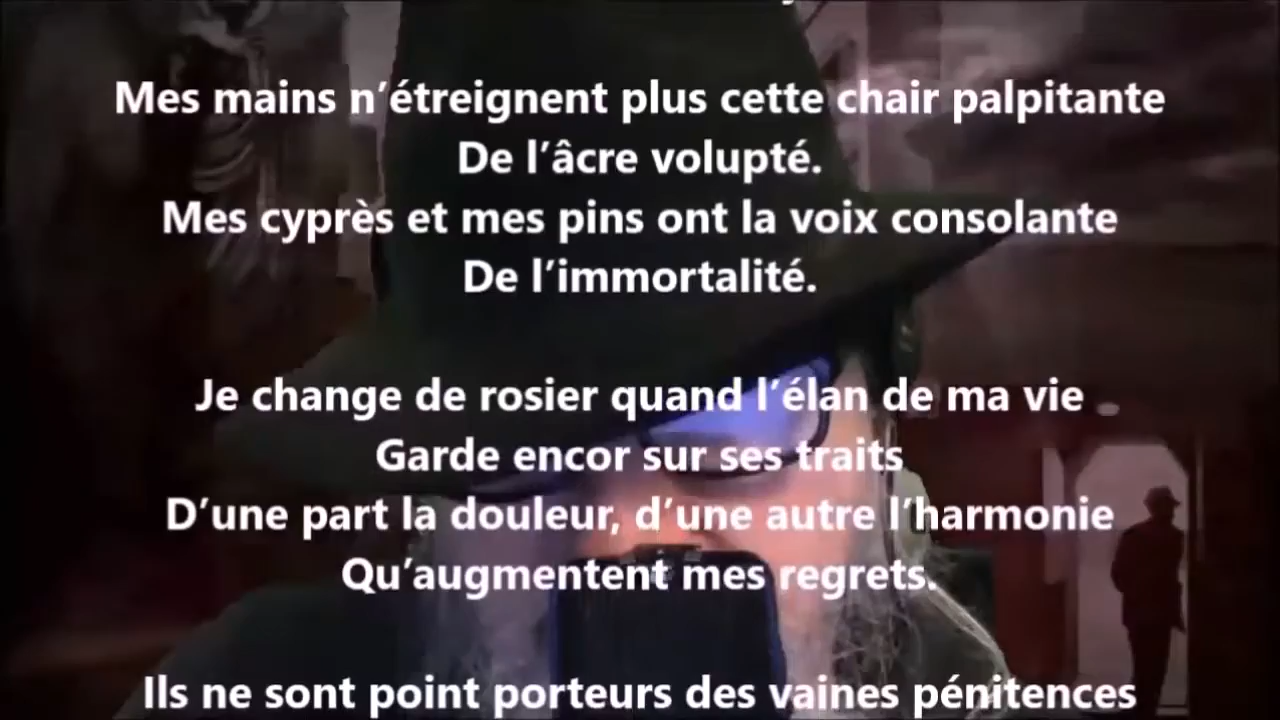 Mes mains n’étreignent plus cette chair palpitante
De l’âcre volupté.
Mes cyprès et mes pins ont la voix consolante
De l’immortalité.
Je change de rosier quand l’élan de ma vie
Garde encor sur ses traits
D’une part la douleur, d’une autre l’harmonie
Qu’augmentent mes regrets.
Ils ne sont point porteurs des vaines pénitences